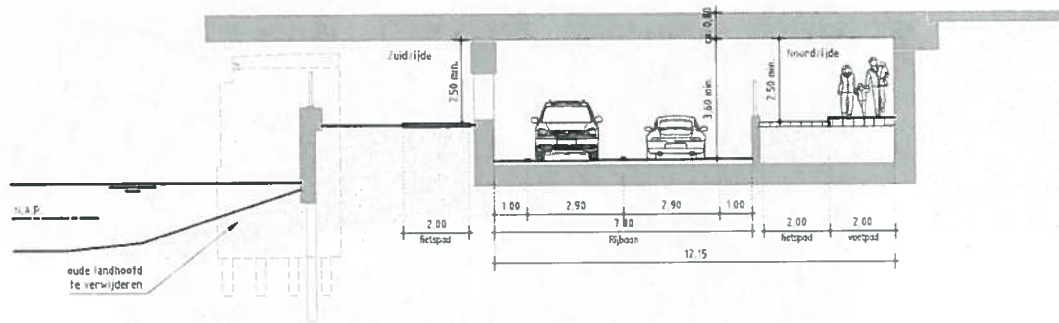 ca. 0,80
Zuidzijde
Noordzijde
2.50 min.
3.60 min.
2.50 min.
N.A.P.
1.00 2.90 2.90 1.00
2.00 7.80 2.00 2.00
fietspad Rijbaan fietspad voetpad
12.15
oude landhoofd
te verwijderen